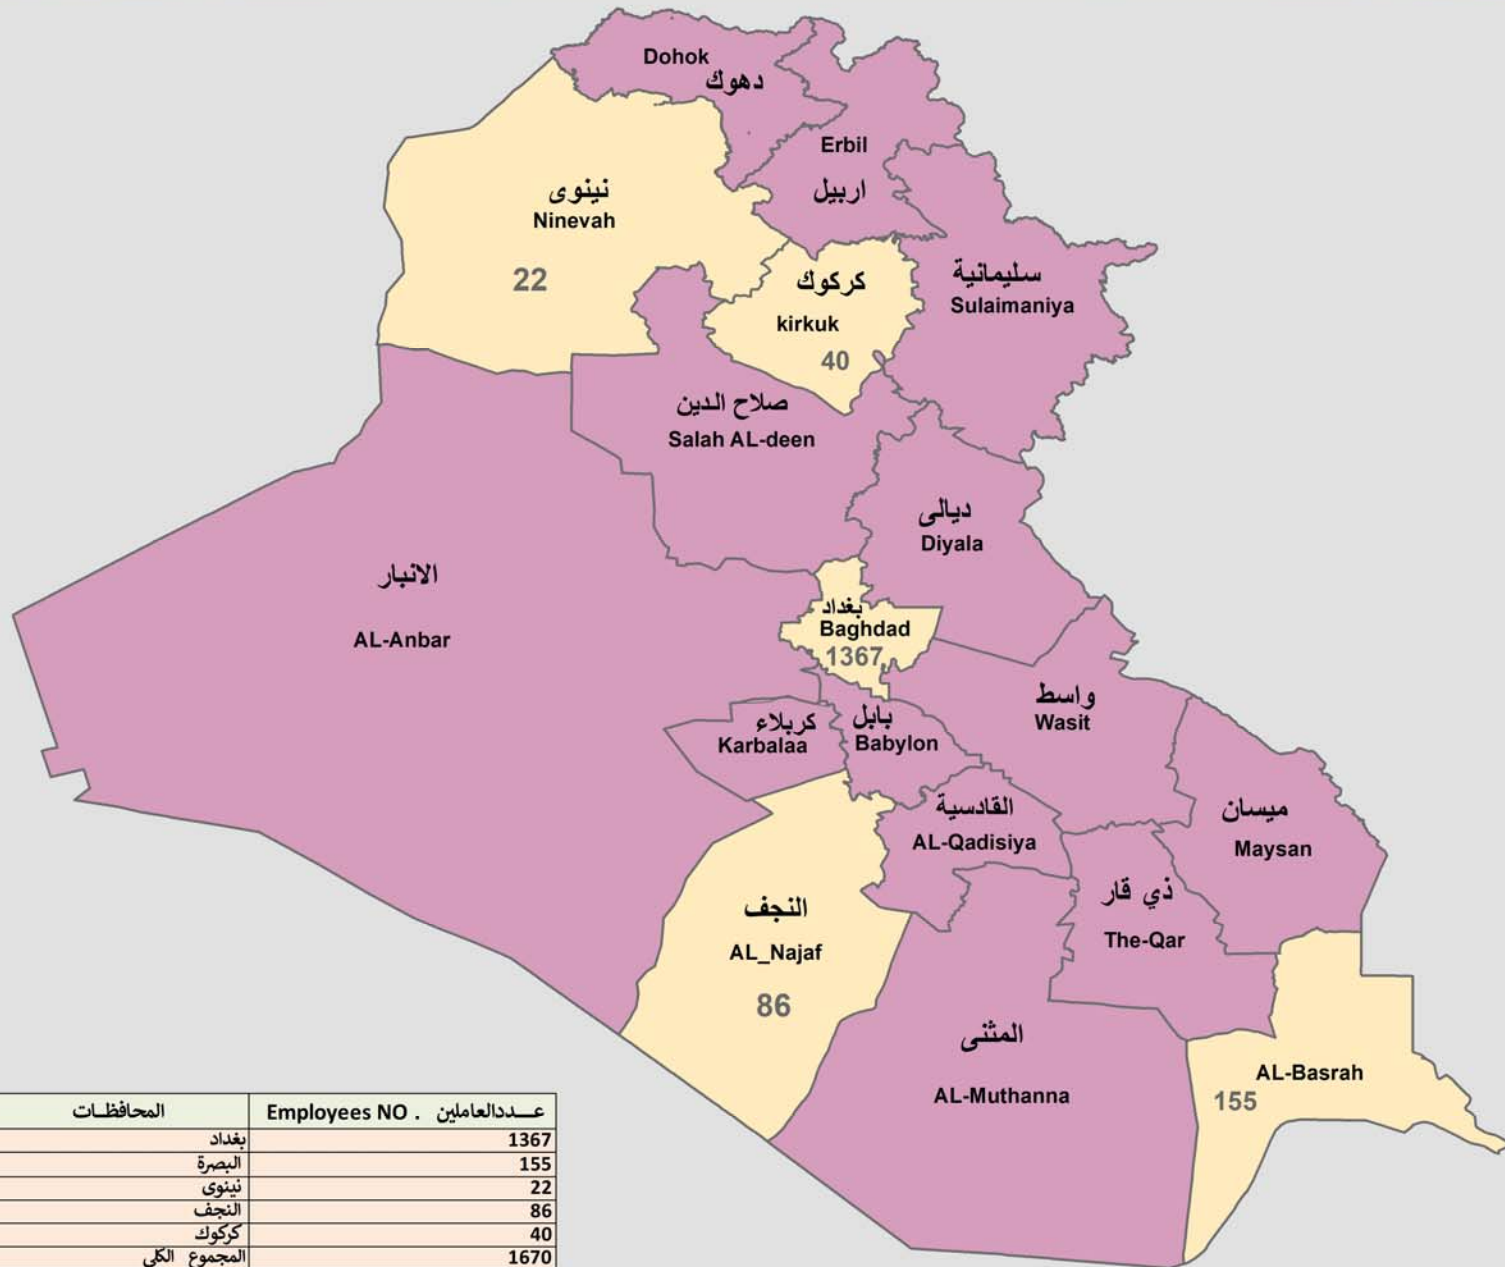 Dohok
دهوك
Erbil
اربيل
نينوى
Ninevah
22
كركوك
kirkuk
40
سليمانية
Sulaimaniya
صلاح الدين
Salah AL-deen
ديالى
Diyala
الانبار
AL-Anbar
بغداد
Baghdad
1367
واسط
Wasit
كربلاء
Karbalaa
بابل
Babylon
القادسية
AL-Qadisiya
ميسان
Maysan
ذي قار
The-Qar
النجف
AL_Najaf
86
المثنى
AL-Muthanna
AL-Basrah
155
المحافظات عــددالعاملين Employees NO .
بغداد 1367
البصرة 155
نينوى 22
النجف 86
كركوك 40
المجموع الكلي 1670